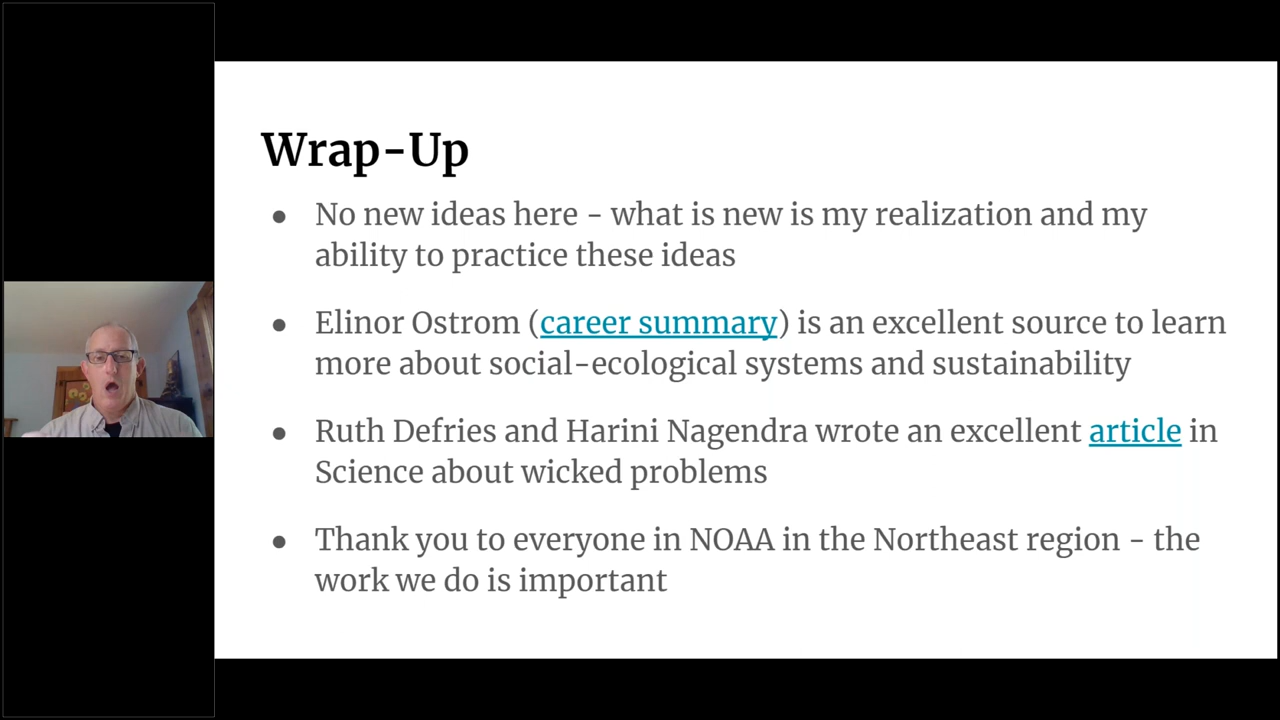 Wrap-Up
● No new ideas here - what is new is my realization and my
ability to practice these ideas
● Elinor Ostrom (career summary) is an excellent source to learn
more about social-ecological systems and sustainability
● Ruth Defries and Harini Nagendra wrote an excellent article in
Science about wicked problems
● Thank you to everyone in NOAA in the Northeast region - the
work we do is important